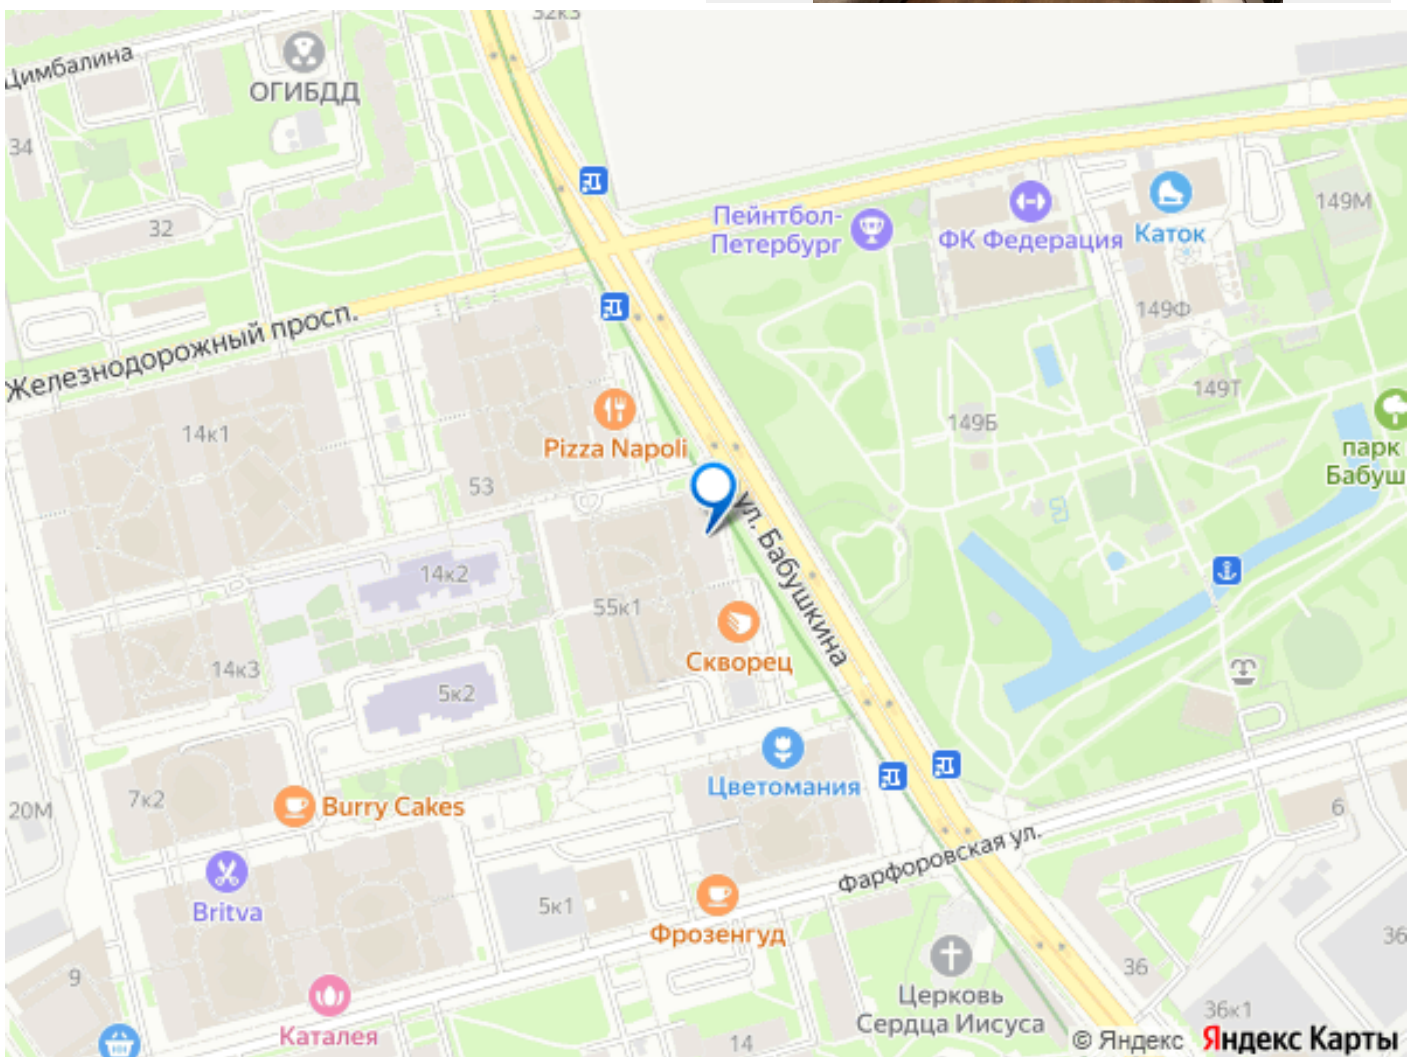 32к3
Цимбалина
ОГИБДД
34
32
Пейнтбол-
Петербург
ФК Федерация
Каток
149М
149Ф
Железнодорожный просп.
14к1
Pizza Napoli
53
149Б
149Т
парк
Бабуш
ул. Бабушкина
14к2
55к1
Скворец
14к3
5к2
Цветомания
7к2
Burry Cakes
20М
6
Фарфоровская ул.
Britva
5к1
Фрозенгуд
9
36
36
Церковь
Сердца Иисуса
36к1
Каталея
14
© Яндекс Яндекс Карты